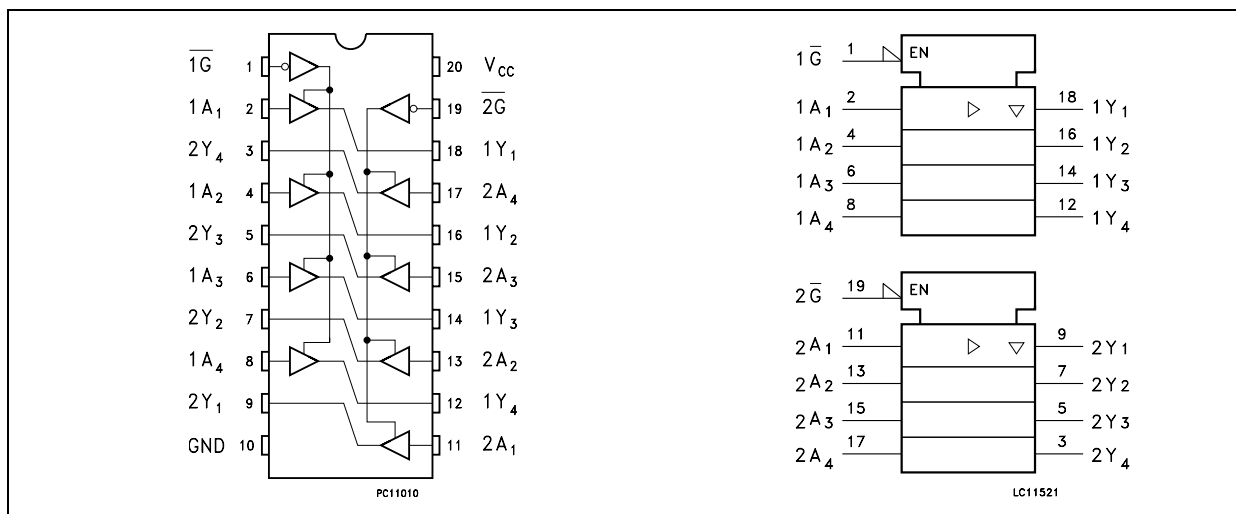 1G̅ 1 20 V_CC
1A₁ 2 19 2G̅
2Y₄ 3 18 1Y₁
1A₂ 4 17 2A₄
2Y₃ 5 16 1Y₂
1A₃ 6 15 2A₃
2Y₂ 7 14 1Y₃
1A₄ 8 13 2A₂
2Y₁ 9 12 1Y₄
GND 10 11 2A₁
PC11010
1G̅ 1 EN
1A₁ 2 18 1Y₁
1A₂ 4 16 1Y₂
1A₃ 6 14 1Y₃
1A₄ 8 12 1Y₄
2G̅ 19 EN
2A₁ 11 9 2Y₁
2A₂ 13 7 2Y₂
2A₃ 15 5 2Y₃
2A₄ 17 3 2Y₄
LC11521